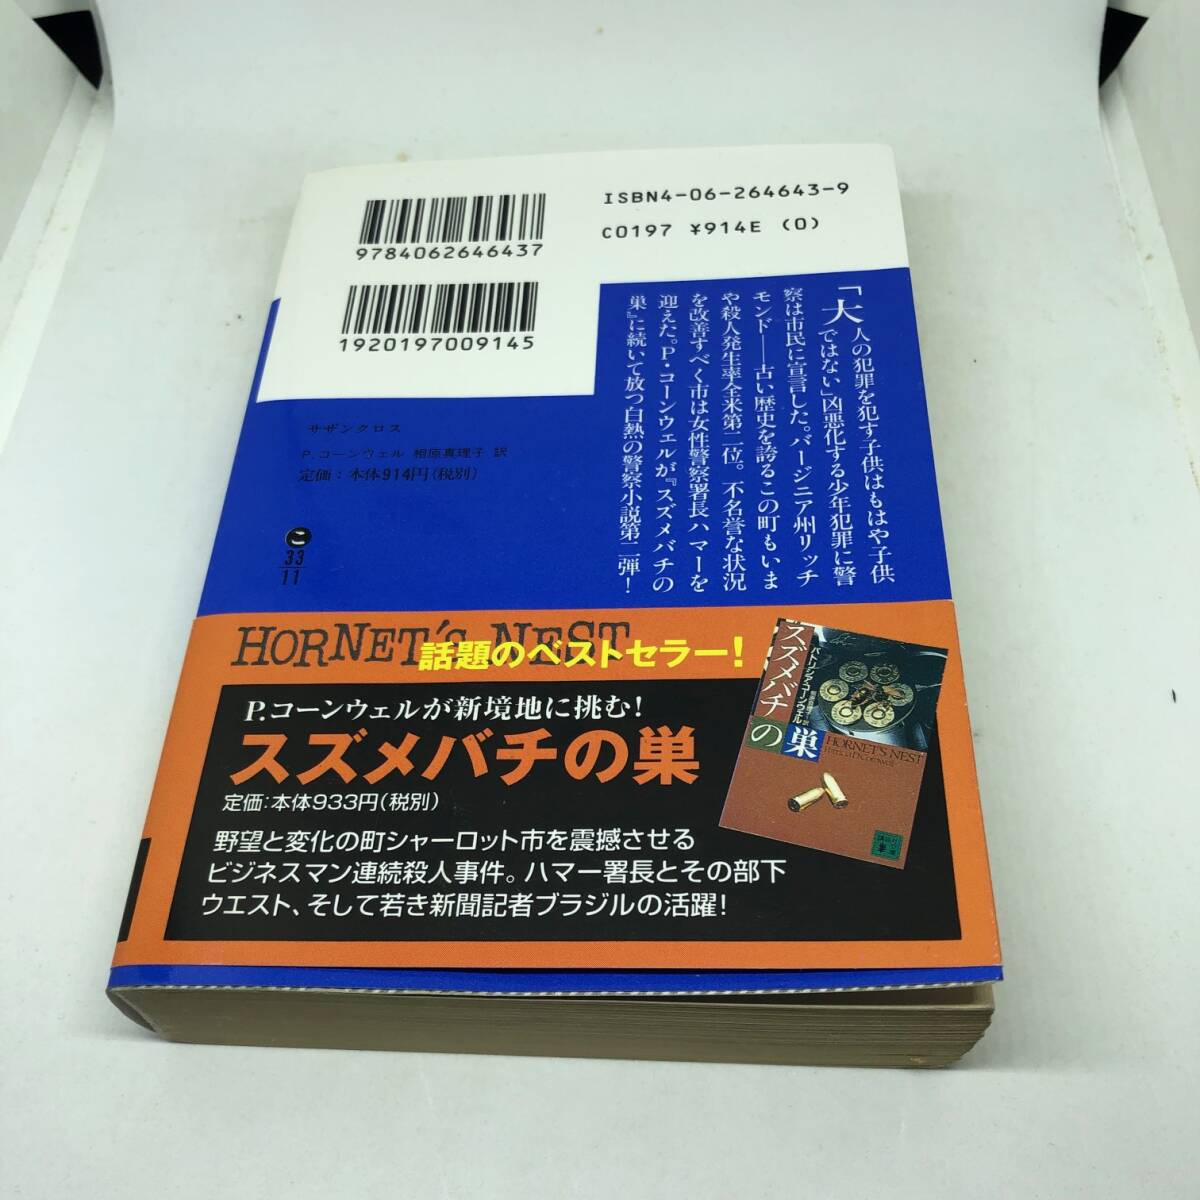 ISBN4-06-264643-9
C0197 ¥914E (0)
9784062646437
1920197009145
「大人の犯罪を犯す子供はもはや子供
ではない」凶悪化する少年犯罪に警
察は市民に宣言した。バージニア州リッチ
モンド──古い歴史を誇るこの町もいま
や殺人発生率全米第二位。不名誉な状況
を改善すべく市は女性警察署長ハマーを
迎えた。P・コーンウェルが『スズメバチの
巣』に続いて放つ白熱の警察小説第二弾！
サザンクロス
P.コーンウェル 相原真理子 訳
定価：本体914円(税別)
こ
33
11
HORNET'S NEST
話題のベストセラー！
P.コーンウェルが新境地に挑む！
スズメバチの巣
定価：本体933円(税別)
野望と変化の町シャーロット市を震撼させる
ビジネスマン連続殺人事件。ハマー署長とその部下
ウエスト、そして若き新聞記者ブラジルの活躍！
スズメバチの巣
パトリシア・コーンウェル
HORNET'S NEST
Patricia D. Cornwell